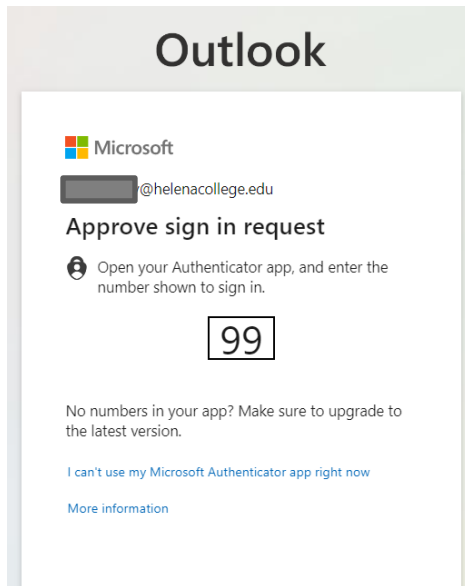 Outlook
Microsoft
@helenacollege.edu
Approve sign in request
Open your Authenticator app, and enter the
number shown to sign in.
99
No numbers in your app? Make sure to upgrade to
the latest version.
I can't use my Microsoft Authenticator app right now
More information